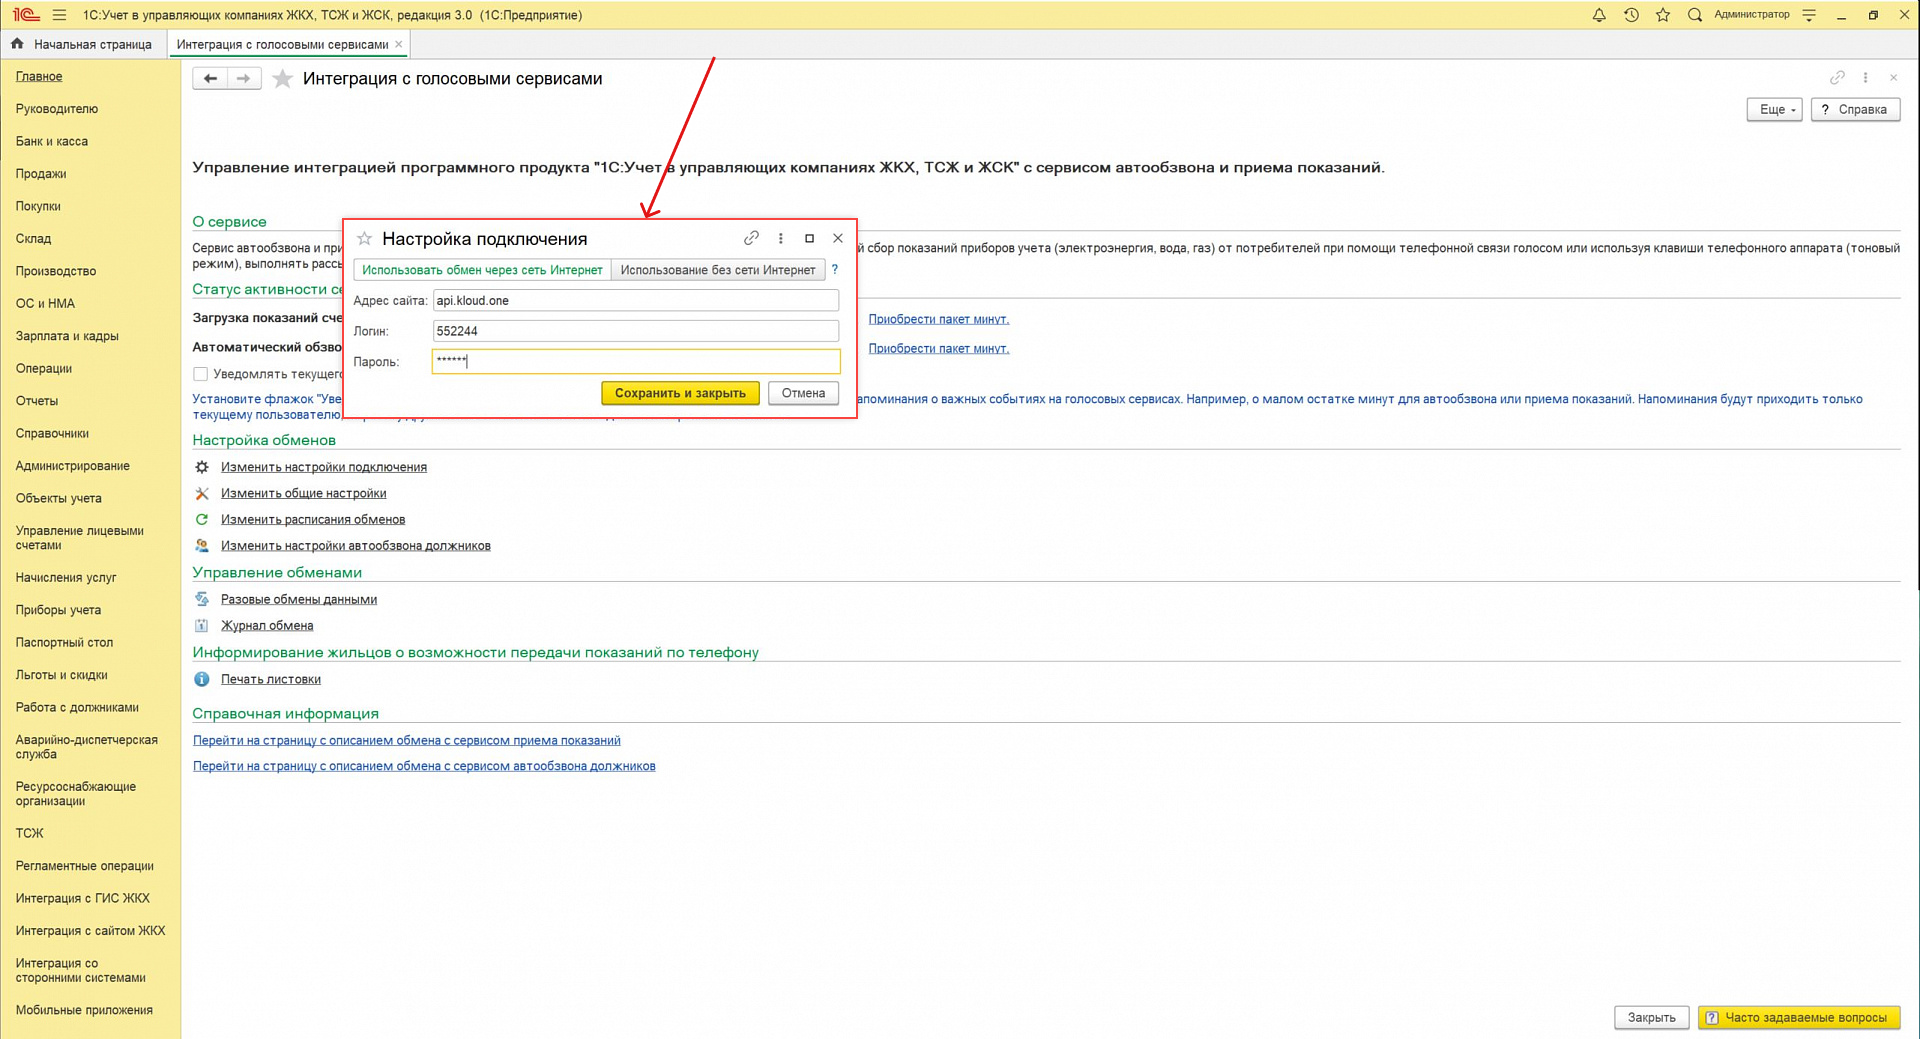 1С:Учет в управляющих компаниях ЖКХ, ТСЖ и ЖСК, редакция 3.0 (1С:Предприятие)
Администратор
Начальная страница
Интеграция с голосовыми сервисами
Главное
Руководителю
Банк и касса
Продажи
Покупки
Склад
Производство
ОС и НМА
Зарплата и кадры
Операции
Отчеты
Справочники
Администрирование
Объекты учета
Управление лицевыми
счетами
Начисления услуг
Приборы учета
Паспортный стол
Льготы и скидки
Работа с должниками
Аварийно-диспетчерская
служба
Ресурсоснабжающие
организации
ТСЖ
Регламентные операции
Интеграция с ГИС ЖКХ
Интеграция с сайтом ЖКХ
Интеграция со
сторонними системами
Мобильные приложения
Интеграция с голосовыми сервисами
Еще
? Справка
Управление интеграцией программного продукта "1С:Учет в управляющих компаниях ЖКХ, ТСЖ и ЖСК" с сервисом автообзвона и приема показаний.
О сервисе
Сервис автообзвона и при
й сбор показаний приборов учета (электроэнергия, вода, газ) от потребителей при помощи телефонной связи голосом или используя клавиши телефонного аппарата (тоновый
режим), выполнять рассы
Статус активности се
Загрузка показаний сче
Приобрести пакет минут.
Автоматический обзво
Приобрести пакет минут.
Уведомлять текущего
Установите флажок "Уве
апоминания о важных событиях на голосовых сервисах. Например, о малом остатке минут для автообзвона или приема показаний. Напоминания будут приходить только
текущему пользователю,
Настройка подключения
Использовать обмен через сеть Интернет
Использование без сети Интернет
?
Адрес сайта: api.kloud.one
Логин: 552244
Пароль: ******
Сохранить и закрыть
Отмена
Настройка обменов
Изменить настройки подключения
Изменить общие настройки
Изменить расписания обменов
Изменить настройки автообзвона должников
Управление обменами
Разовые обмены данными
Журнал обмена
Информирование жильцов о возможности передачи показаний по телефону
Печать листовки
Справочная информация
Перейти на страницу с описанием обмена с сервисом приема показаний
Перейти на страницу с описанием обмена с сервисом автообзвона должников
Закрыть
? Часто задаваемые вопросы